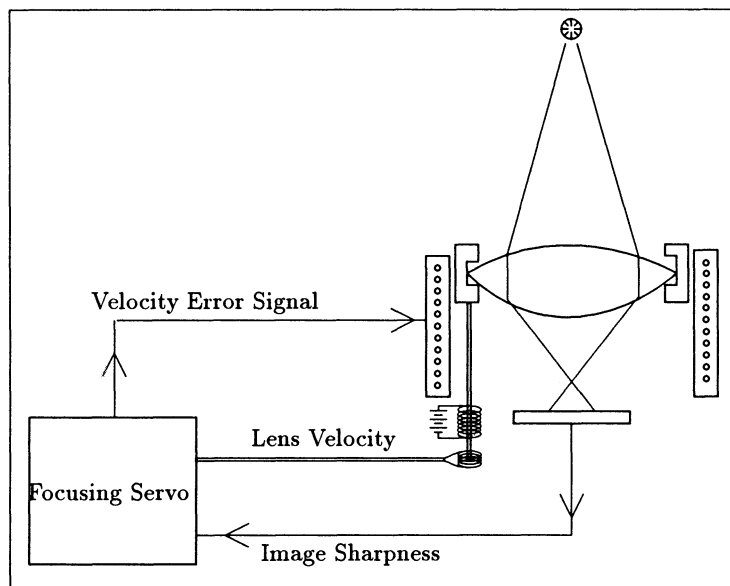 Velocity Error Signal
Lens Velocity
Focusing Servo
Image Sharpness